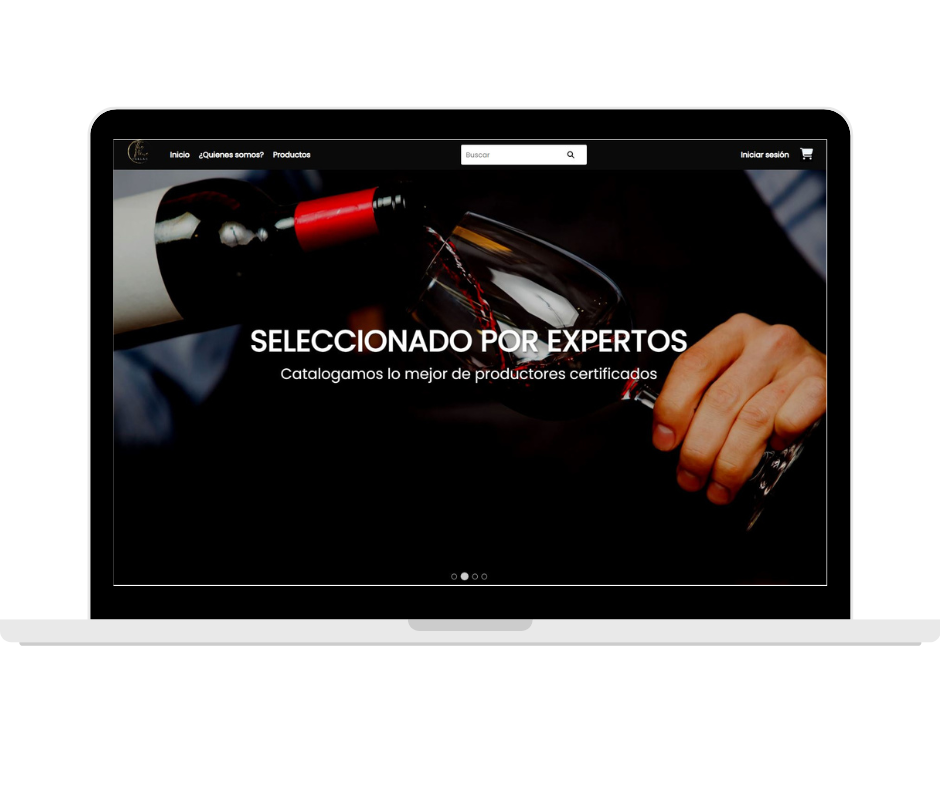 Inicio
¿Quienes somos?
Productos
Buscar
Iniciar sesión
SELECCIONADO POR EXPERTOS
Catalogamos lo mejor de productores certificados